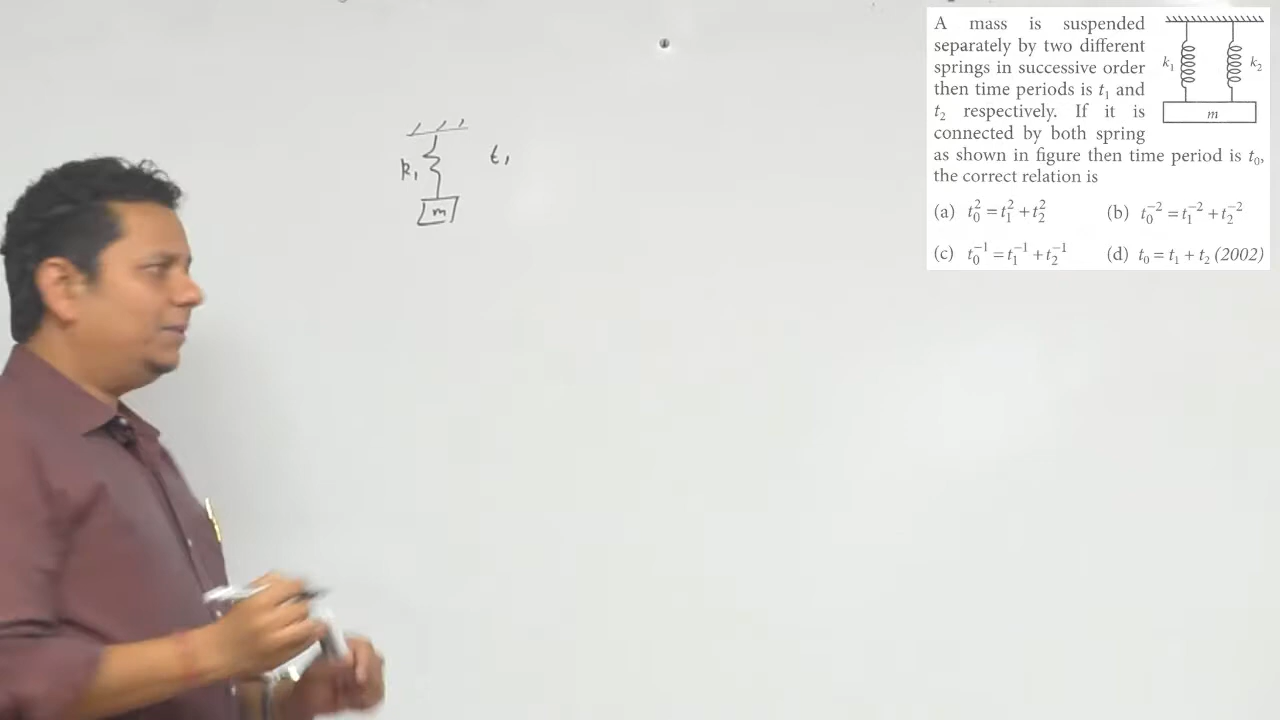 A mass is suspended
separately by two different
springs in successive order
then time periods is t₁ and
t₂ respectively. If it is
connected by both spring
as shown in figure then time period is t₀,
the correct relation is
(a) t₀² = t₁² + t₂² (b) t₀⁻² = t₁⁻² + t₂⁻²
(c) t₀⁻¹ = t₁⁻¹ + t₂⁻¹ (d) t₀ = t₁ + t₂ (2002)
k₁ k₂
m
k₁ t₁
m